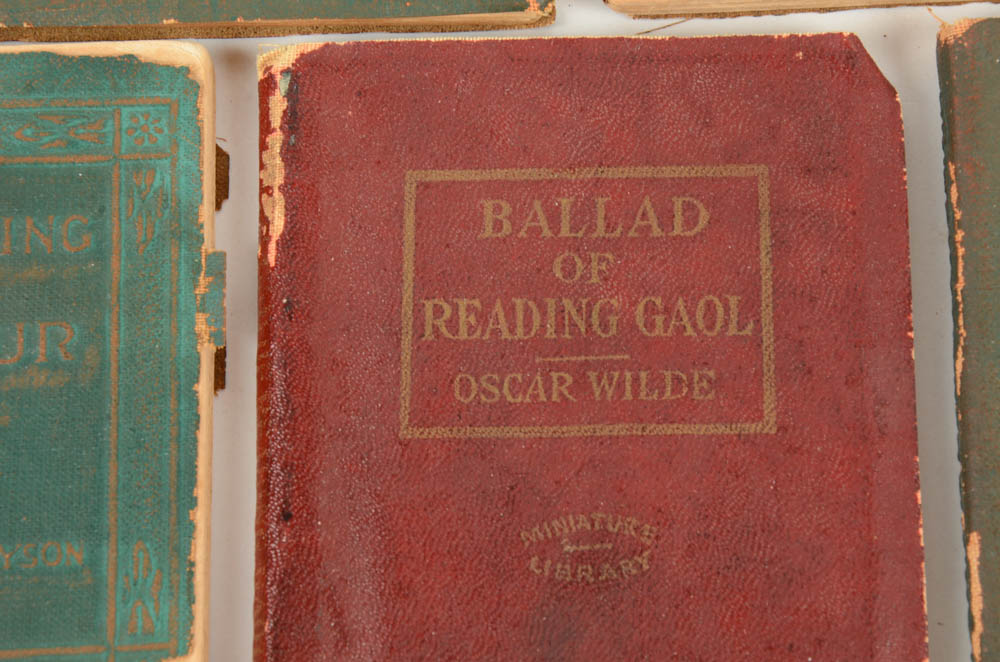 ING
UR
YSON
BALLAD
OF
READING GAOL
OSCAR WILDE
MINIATURE
LIBRARY